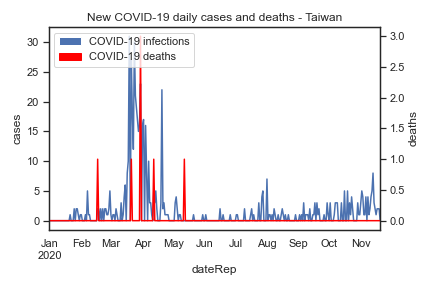 New COVID-19 daily cases and deaths - Taiwan
COVID-19 infections
COVID-19 deaths
30
25
20
15
10
5
0
cases
3.0
2.5
2.0
1.5
1.0
0.5
0.0
deaths
Jan Feb Mar Apr May Jun Jul Aug Sep Oct Nov
2020
dateRep